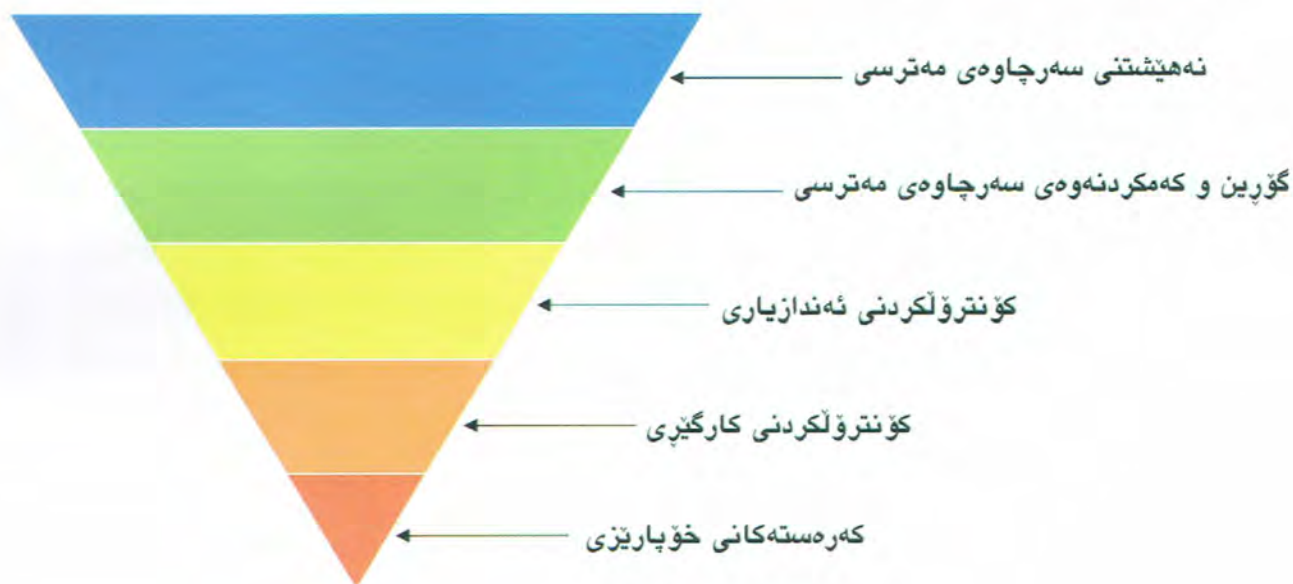 نەهێشتنی سەرچاوەی مەترسی
گۆڕین و کەمکردنەوەی سەرچاوەی مەترسی
کۆنترۆڵکردنی ئەندازیاری
کۆنترۆڵکردنی کارگێڕی
کەرەستەکانی خۆپارێزی